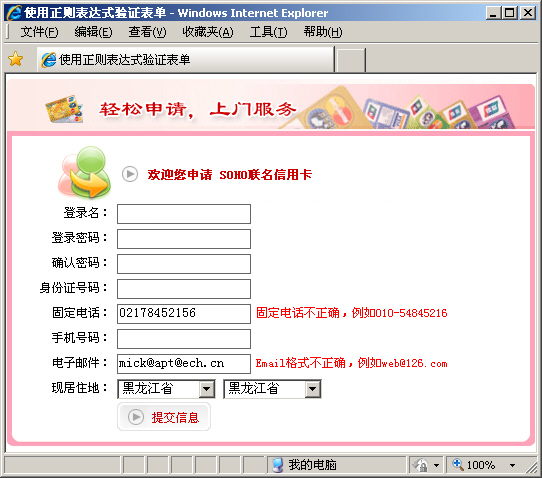 使用正则表达式验证表单 - Windows Internet Explorer
文件(F) 编辑(E) 查看(V) 收藏夹(A) 工具(T) 帮助(H)
使用正则表达式验证表单
轻松申请，上门服务
欢迎您申请 SOHO联名信用卡
登录名：
登录密码：
确认密码：
身份证号码：
固定电话： 02178452156 固定电话不正确，例如010-54845216
手机号码：
电子邮件： mick@apt@ech.cn Email格式不正确，例如web@126.com
现居住地： 黑龙江省 黑龙江省
提交信息
我的电脑 100%